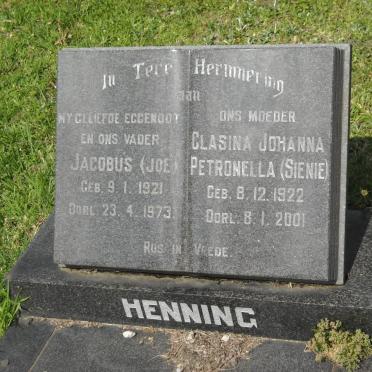 In Tere Herinnering
aan
MY GELIEFDE EGGENOOT
EN ONS VADER
JACOBUS (JOE)
GEB. 9. 1. 1921
OORL. 23. 4. 1973
ONS MOEDER
CLASINA JOHANNA
PETRONELLA (SIENIE)
GEB. 8. 12. 1922
OORL. 8. 1. 2001
RUS IN VREDE.
HENNING